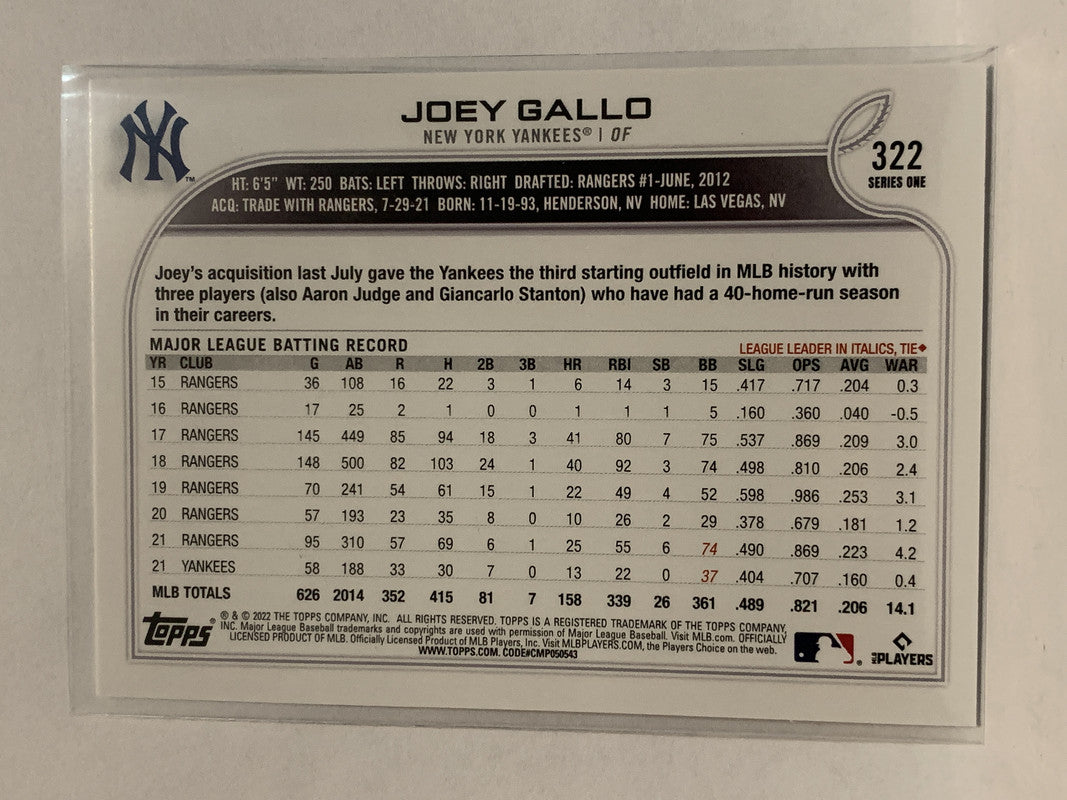 NY™
JOEY GALLO
NEW YORK YANKEES® | OF
322
SERIES ONE
HT: 6'5" WT: 250 BATS: LEFT THROWS: RIGHT DRAFTED: RANGERS #1-JUNE, 2012
ACQ: TRADE WITH RANGERS, 7-29-21 BORN: 11-19-93, HENDERSON, NV HOME: LAS VEGAS, NV
Joey's acquisition last July gave the Yankees the third starting outfield in MLB history with
three players (also Aaron Judge and Giancarlo Stanton) who have had a 40-home-run season
in their careers.
MAJOR LEAGUE BATTING RECORD LEAGUE LEADER IN ITALICS, TIE◆
YR CLUB G AB R H 2B 3B HR RBI SB BB SLG OPS AVG WAR
15 RANGERS 36 108 16 22 3 1 6 14 3 15 .417 .717 .204 0.3
16 RANGERS 17 25 2 1 0 0 1 1 1 5 .160 .360 .040 -0.5
17 RANGERS 145 449 85 94 18 3 41 80 7 75 .537 .869 .209 3.0
18 RANGERS 148 500 82 103 24 1 40 92 3 74 .498 .810 .206 2.4
19 RANGERS 70 241 54 61 15 1 22 49 4 52 .598 .986 .253 3.1
20 RANGERS 57 193 23 35 8 0 10 26 2 29 .378 .679 .181 1.2
21 RANGERS 95 310 57 69 6 1 25 55 6 74 .490 .869 .223 4.2
21 YANKEES 58 188 33 30 7 0 13 22 0 37 .404 .707 .160 0.4
MLB TOTALS 626 2014 352 415 81 7 158 339 26 361 .489 .821 .206 14.1
topps®
® & © 2022 THE TOPPS COMPANY, INC. ALL RIGHTS RESERVED. TOPPS IS A REGISTERED TRADEMARK OF THE TOPPS COMPANY,
INC. Major League Baseball trademarks and copyrights are used with permission of Major League Baseball. Visit MLB.com. OFFICIALLY
LICENSED PRODUCT OF MLB. Officially Licensed Product of MLB Players, Inc. Visit MLBPLAYERS.COM, the Players Choice on the web.
WWW.TOPPS.COM. CODE#CMP050543
®
MLB PLAYERS